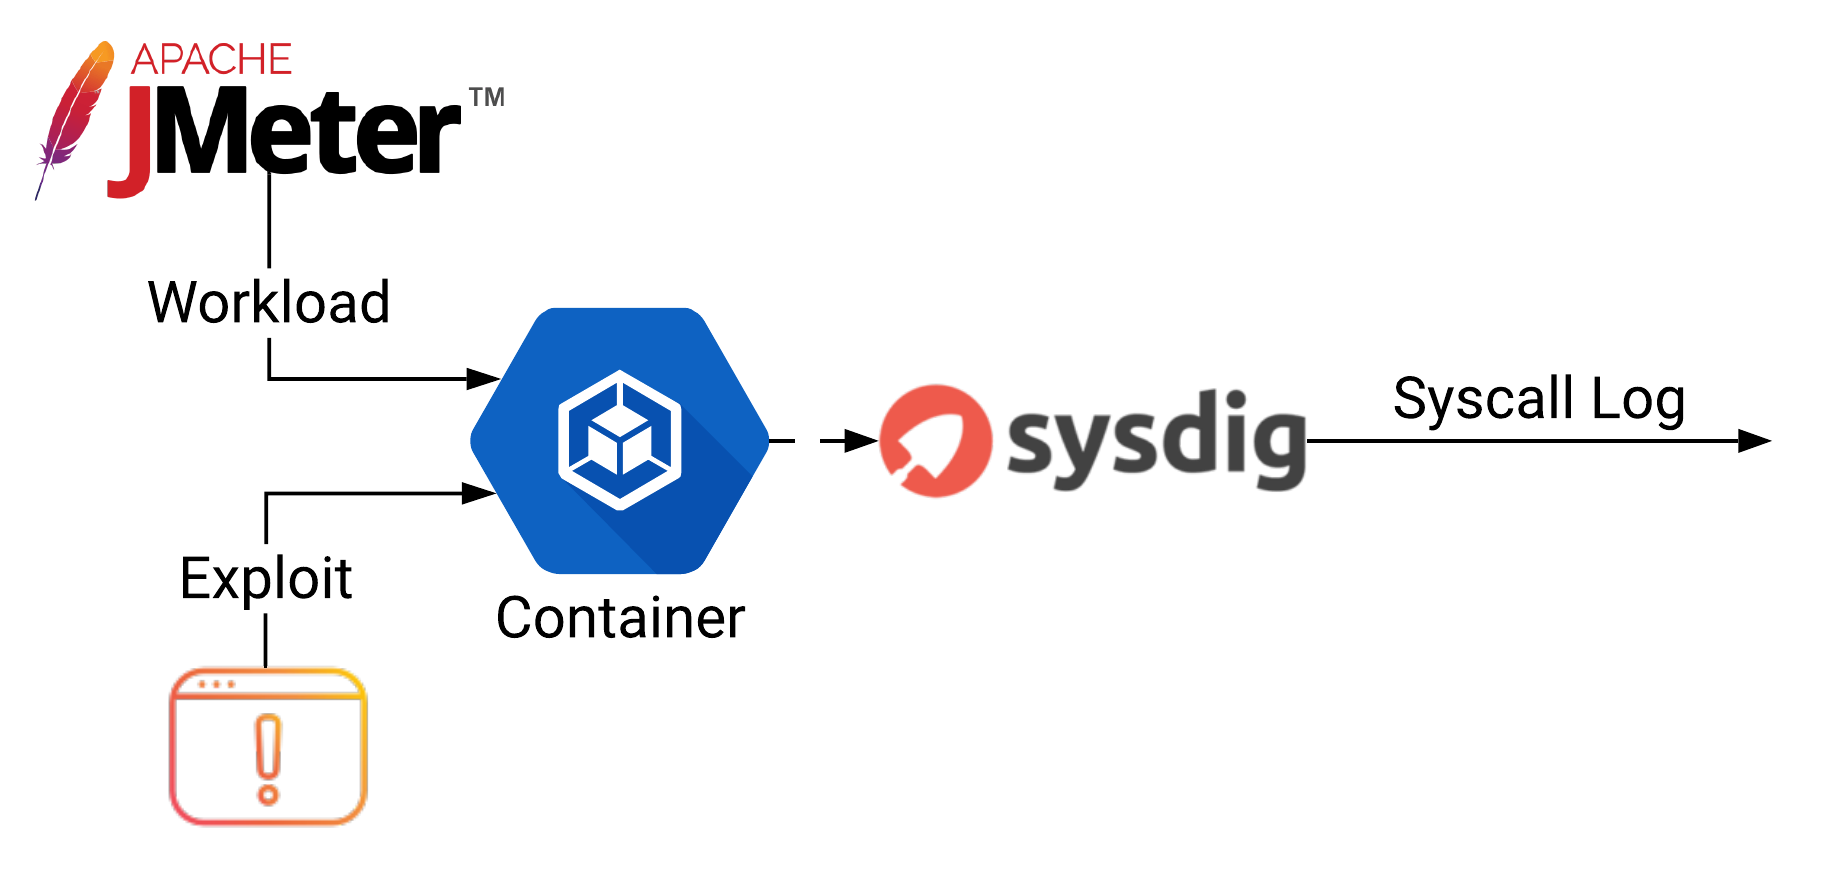 APACHE
JMeter™
Workload
Exploit
Container
sysdig
Syscall Log